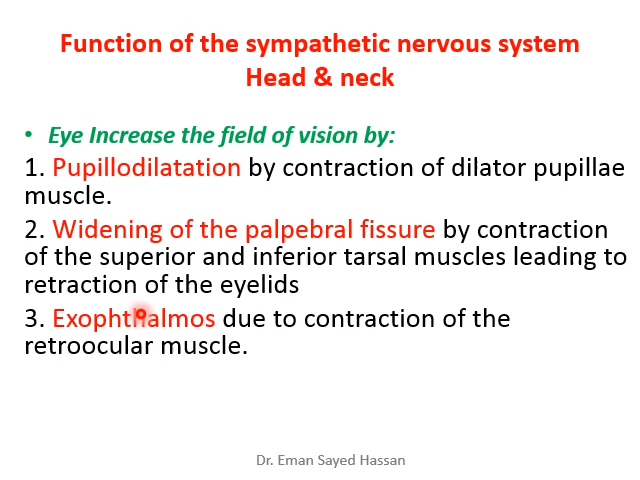 Function of the sympathetic nervous system
Head & neck
• Eye Increase the field of vision by:
1. Pupillodilatation by contraction of dilator pupillae
muscle.
2. Widening of the palpebral fissure by contraction
of the superior and inferior tarsal muscles leading to
retraction of the eyelids
3. Exophthalmos due to contraction of the
retroocular muscle.
Dr. Eman Sayed Hassan